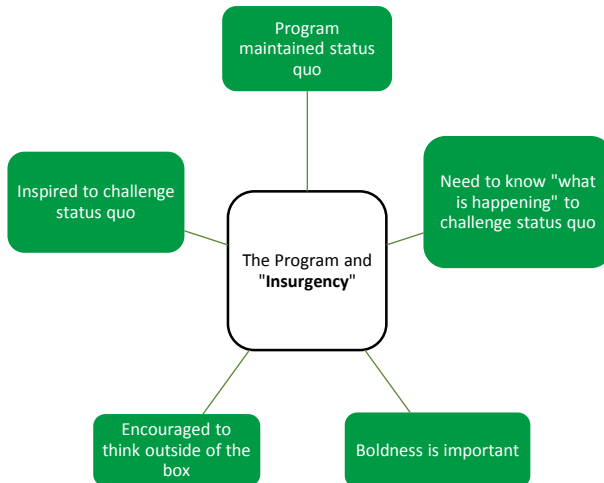 Program
maintained status
quo
Inspired to challenge
status quo
Need to know "what
is happening" to
challenge status quo
The Program and
"Insurgency"
Encouraged to
think outside of the
box
Boldness is important